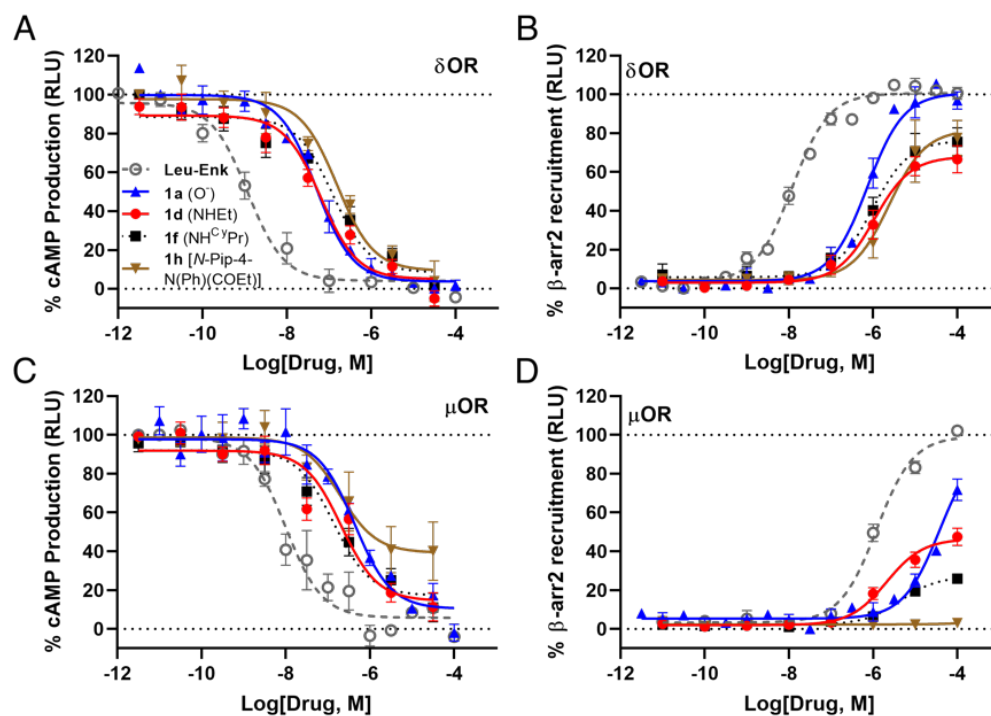 A
% cAMP Production (RLU)
120
100
80
60
40
20
0
δOR
Leu-Enk
1a (O⁻)
1d (NHEt)
1f (NHᶜʸPr)
1h [N-Pip-4-
N(Ph)(COEt)]
-12 -10 -8 -6 -4
Log[Drug, M]
B
% β-arr2 recruitment (RLU)
120
100
80
60
40
20
0
δOR
-12 -10 -8 -6 -4
Log[Drug, M]
C
% cAMP Production (RLU)
120
100
80
60
40
20
0
μOR
-12 -10 -8 -6 -4
Log[Drug, M]
D
% β-arr2 recruitment (RLU)
120
100
80
60
40
20
0
μOR
-12 -10 -8 -6 -4
Log[Drug, M]